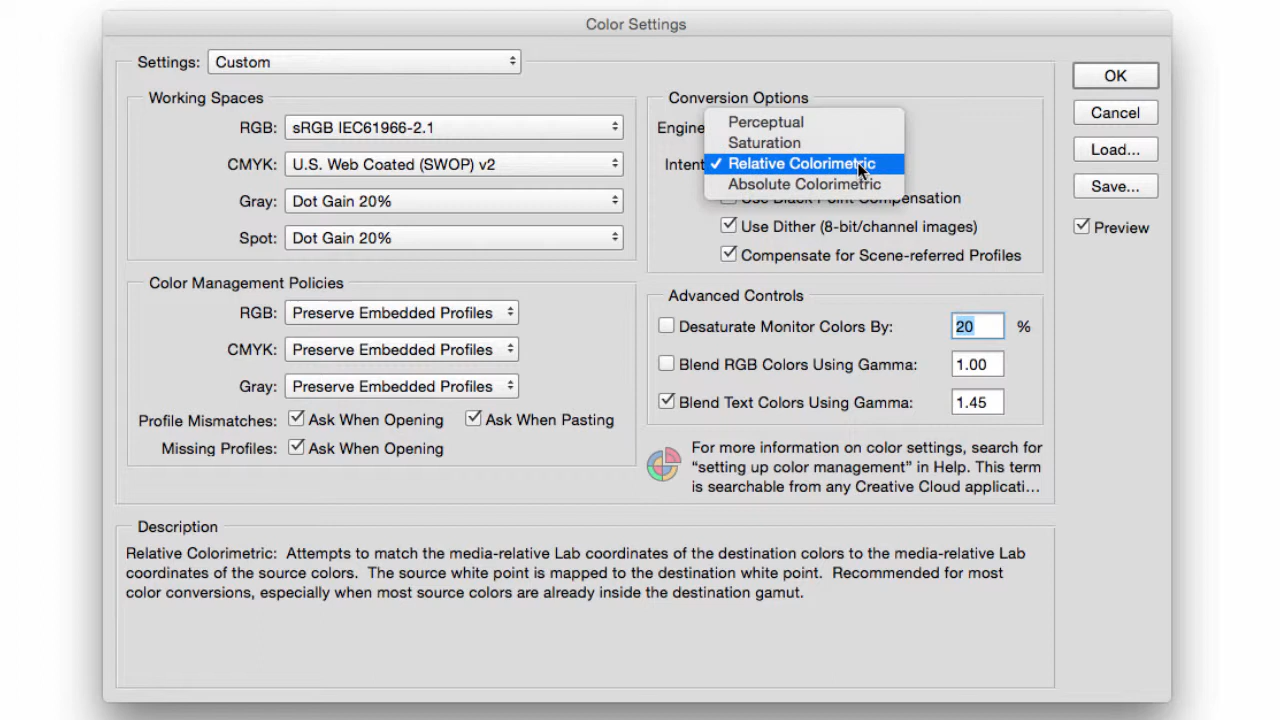 Color Settings
Settings: Custom
Working Spaces
RGB: sRGB IEC61966-2.1
CMYK: U.S. Web Coated (SWOP) v2
Gray: Dot Gain 20%
Spot: Dot Gain 20%
Color Management Policies
RGB: Preserve Embedded Profiles
CMYK: Preserve Embedded Profiles
Gray: Preserve Embedded Profiles
Profile Mismatches: Ask When Opening Ask When Pasting
Missing Profiles: Ask When Opening
Conversion Options
Engine
Perceptual
Saturation
Intent ✓ Relative Colorimetric
Absolute Colorimetric
Use Black Point Compensation
Use Dither (8-bit/channel images)
Compensate for Scene-referred Profiles
Advanced Controls
Desaturate Monitor Colors By: 20 %
Blend RGB Colors Using Gamma: 1.00
Blend Text Colors Using Gamma: 1.45
For more information on color settings, search for
“setting up color management” in Help. This term
is searchable from any Creative Cloud applicati...
OK
Cancel
Load...
Save...
Preview
Description
Relative Colorimetric: Attempts to match the media-relative Lab coordinates of the destination colors to the media-relative Lab
coordinates of the source colors. The source white point is mapped to the destination white point. Recommended for most
color conversions, especially when most source colors are already inside the destination gamut.